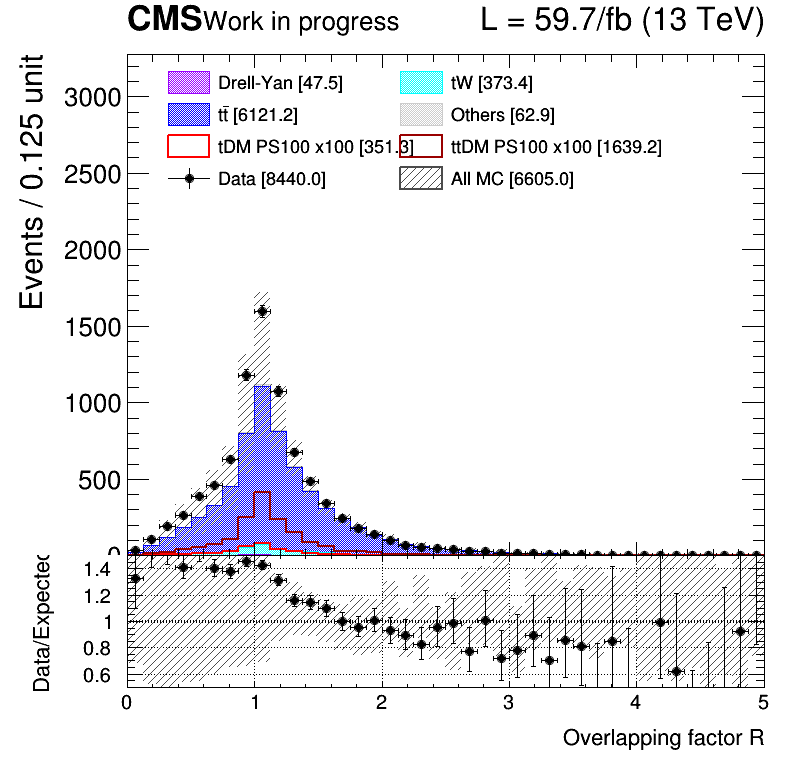 CMS Work in progress L = 59.7/fb (13 TeV)
Events / 0.125 unit
3000
2500
2000
1500
1000
500
0
Drell-Yan [47.5] tW [373.4]
tt̄ [6121.2] Others [62.9]
tDM PS100 x100 [351.3] ttDM PS100 x100 [1639.2]
Data [8440.0] All MC [6605.0]
Data/Expected
1.4
1.2
1
0.8
0.6
0 1 2 3 4 5
Overlapping factor R